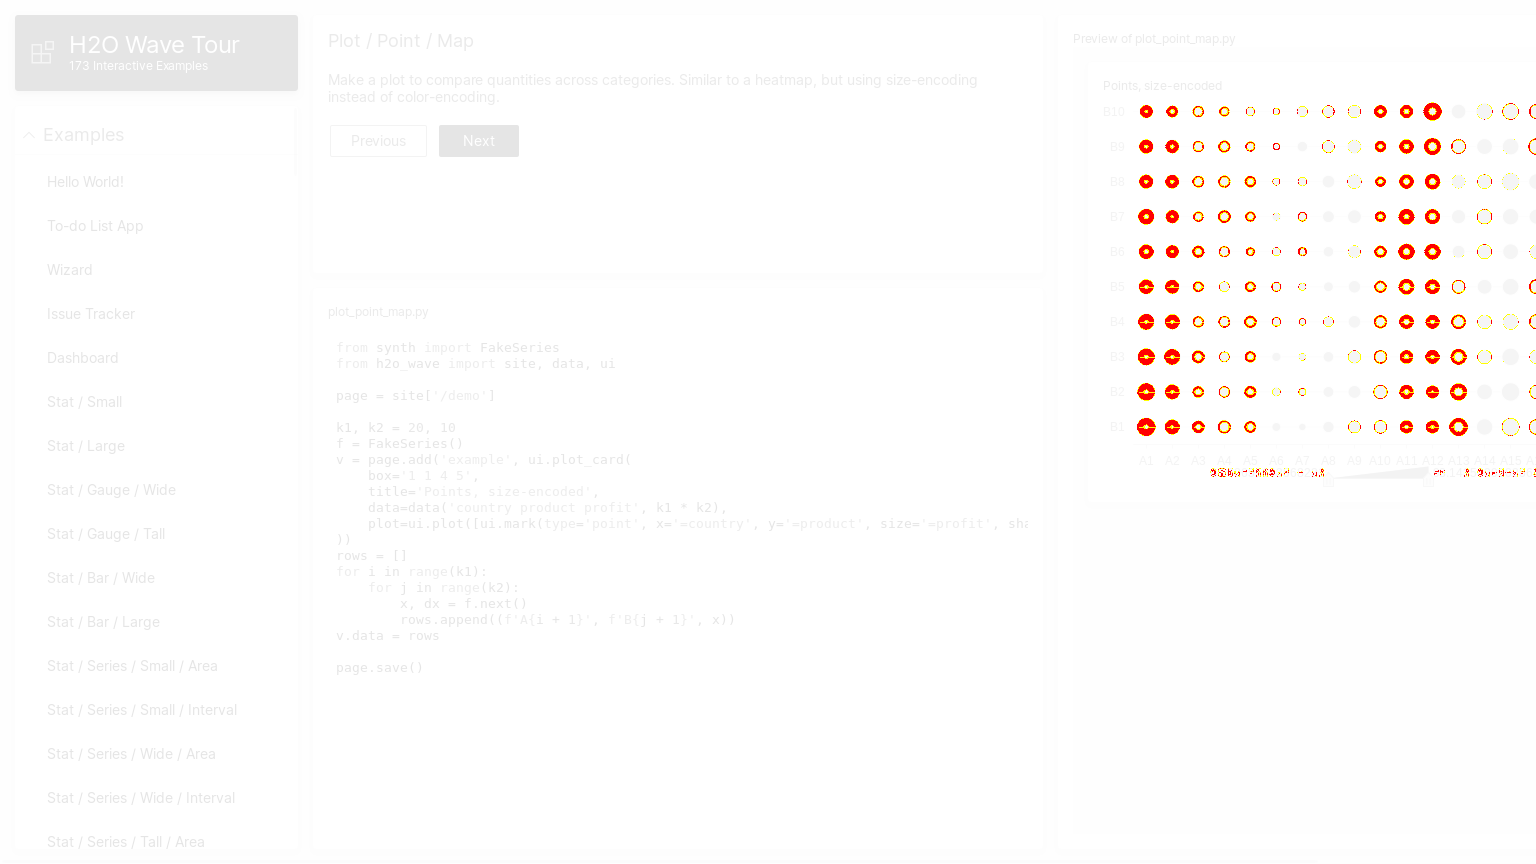 H2O Wave Tour
173 Interactive Examples
Examples
Hello World!
To-do List App
Wizard
Issue Tracker
Dashboard
Stat / Small
Stat / Large
Stat / Gauge / Wide
Stat / Gauge / Tall
Stat / Bar / Wide
Stat / Bar / Large
Stat / Series / Small / Area
Stat / Series / Small / Interval
Stat / Series / Wide / Area
Stat / Series / Wide / Interval
Stat / Series / Tall / Area
Plot / Point / Map
Make a plot to compare quantities across categories. Similar to a heatmap, but using size-encoding
instead of color-encoding.
Previous
Next
plot_point_map.py
from synth import FakeSeries
from h2o_wave import site, data, ui
page = site['/demo']
k1, k2 = 20, 10
f = FakeSeries()
v = page.add('example', ui.plot_card(
box='1 1 4 5',
title='Points, size-encoded',
data=data('country product profit', k1 * k2),
plot=ui.plot([ui.mark(type='point', x='=country', y='=product', size='=profit', sha
))
rows = []
for i in range(k1):
for j in range(k2):
x, dx = f.next()
rows.append((f'A{i + 1}', f'B{j + 1}', x))
v.data = rows
page.save()
Preview of plot_point_map.py
Points, size-encoded
B10
B9
B8
B7
B6
B5
B4
B3
B2
B1
A1 A2 A3 A4 A5 A6 A7 A8 A9 A10 A11 A12 A13 A14 A15